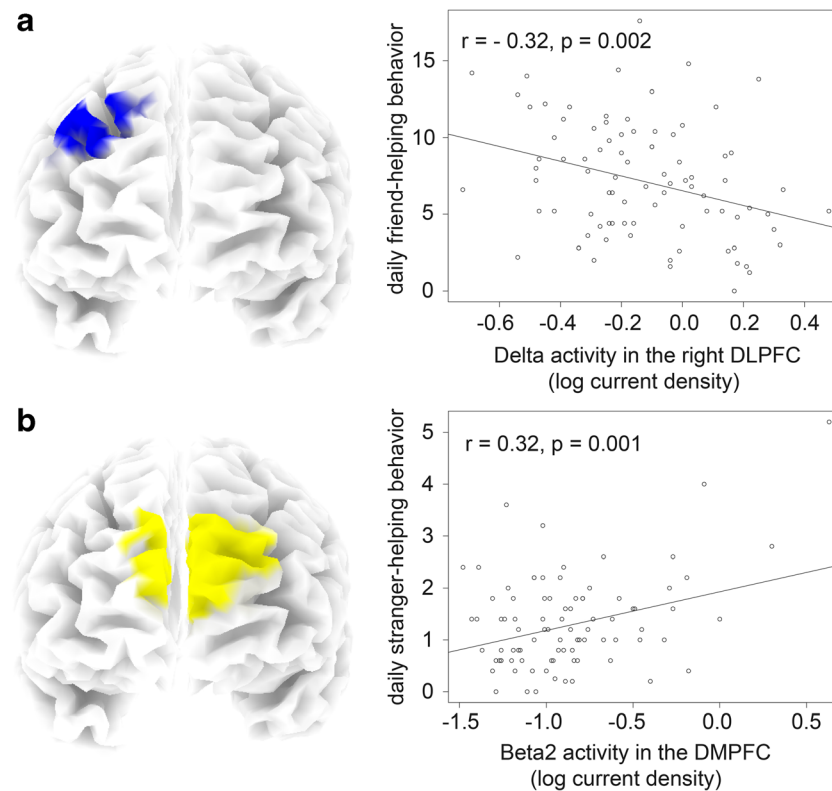 a
r = - 0.32, p = 0.002
daily friend-helping behavior
15
10
5
0
-0.6 -0.4 -0.2 0.0 0.2 0.4
Delta activity in the right DLPFC
(log current density)
b
r = 0.32, p = 0.001
daily stranger-helping behavior
5
4
3
2
1
0
-1.5 -1.0 -0.5 0.0 0.5
Beta2 activity in the DMPFC
(log current density)